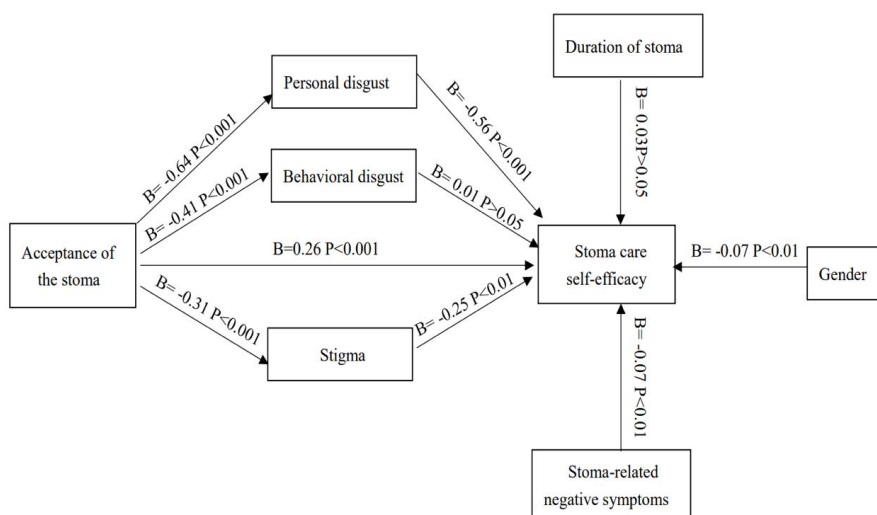 Duration of stoma
Personal disgust
B= -0.64 P<0.001
B= -0.56 P<0.001
B= 0.03P>0.05
Behavioral disgust
B= -0.41 P<0.001
B= 0.01 P>0.05
Acceptance of
the stoma
B=0.26 P<0.001
Stoma care
self-efficacy
B= -0.07 P<0.01
Gender
B= -0.31 P<0.001
B= -0.25 P<0.01
Stigma
B= -0.07 P<0.01
Stoma-related
negative symptoms